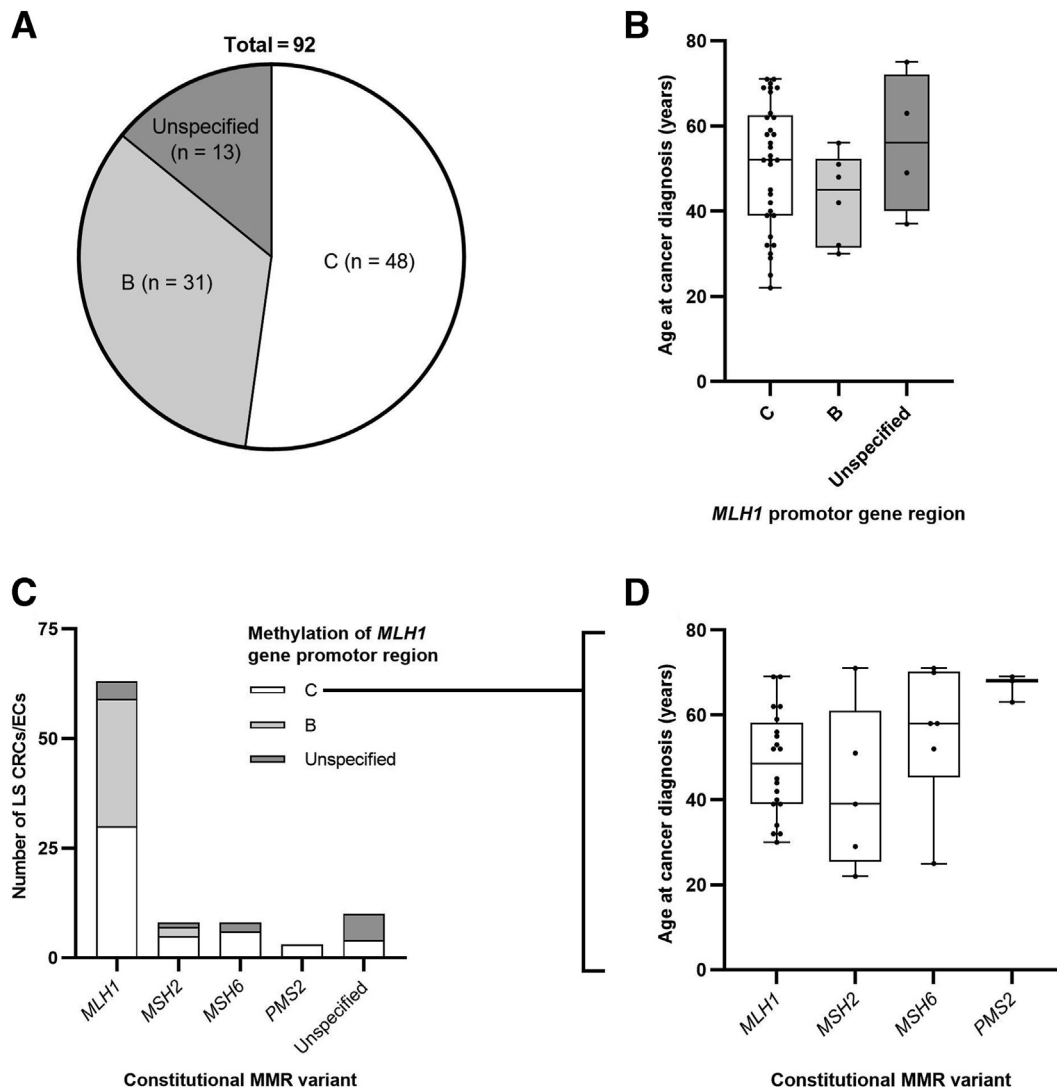 A
Total = 92
Unspecified
(n = 13)
B (n = 31)
C (n = 48)
B
Age at cancer diagnosis (years)
80
60
40
20
0
C
B
Unspecified
MLH1 promotor gene region
C
Number of LS CRCs/ECs
75
50
25
0
Methylation of MLH1
gene promotor region
C
B
Unspecified
MLH1
MSH2
MSH6
PMS2
Unspecified
Constitutional MMR variant
D
Age at cancer diagnosis (years)
80
60
40
20
0
MLH1
MSH2
MSH6
PMS2
Constitutional MMR variant